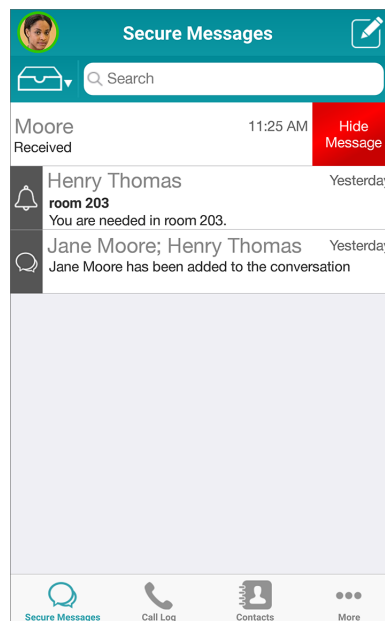 Secure Messages
Search
Moore 11:25 AM
Received
Hide
Message
Henry Thomas Yesterday
room 203
You are needed in room 203.
Jane Moore; Henry Thomas Yesterday
Jane Moore has been added to the conversation
Secure Messages Call Log Contacts More